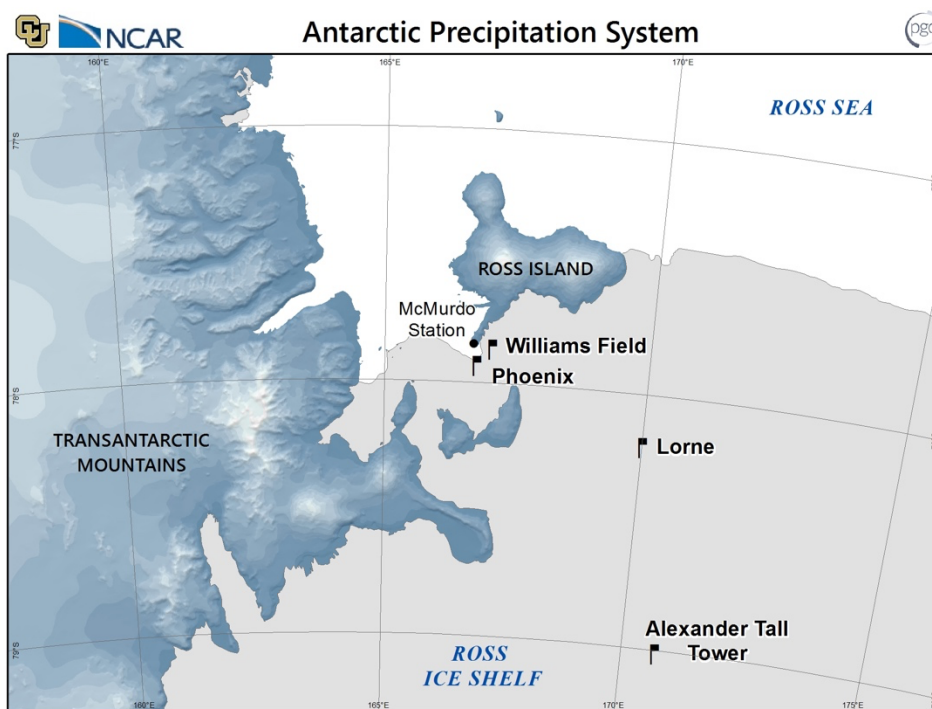 CU
NCAR
Antarctic Precipitation System
pgc
160°E
165°E
170°E
ROSS SEA
77°S
ROSS ISLAND
McMurdo
Station
Williams Field
Phoenix
78°S
TRANSANTARCTIC
MOUNTAINS
Lorne
Alexander Tall
Tower
79°S
ROSS
ICE SHELF
160°E
165°E
170°E
175°E